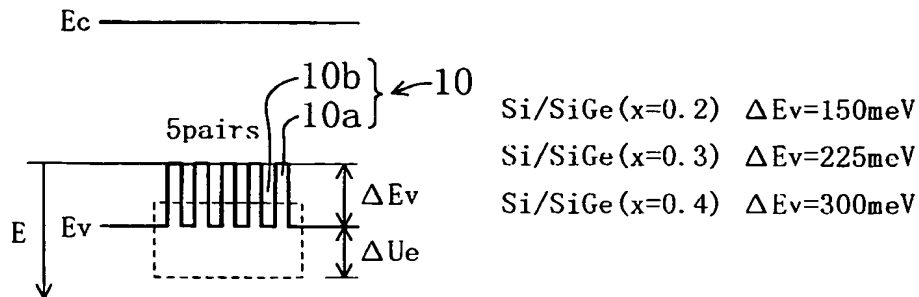 Ec
10b
10
5pairs
10a
Si/SiGe(x=0.2) ΔEv=150meV
Si/SiGe(x=0.3) ΔEv=225meV
Si/SiGe(x=0.4) ΔEv=300meV
ΔEv
E
Ev
ΔUe